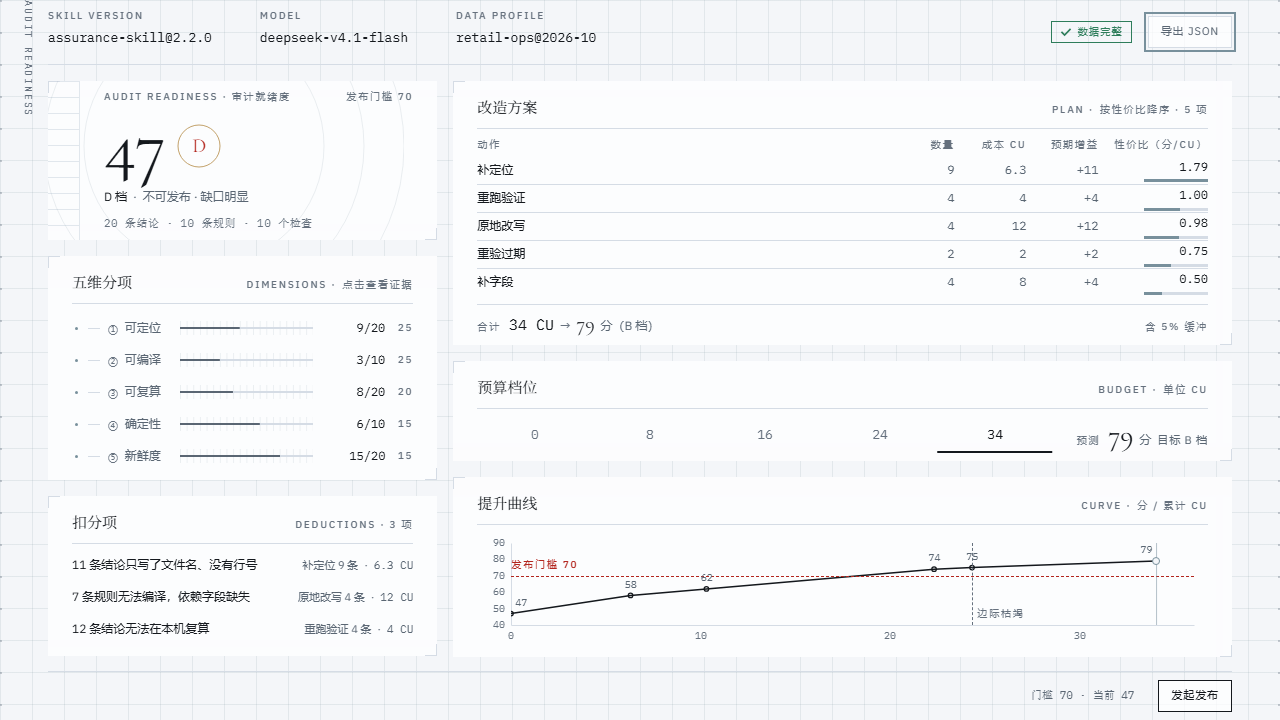 AUDIT READINESS
SKILL VERSION
assurance-skill@2.2.0
MODEL
deepseek-v4.1-flash
DATA PROFILE
retail-ops@2026-10
数据完整
导出 JSON
AUDIT READINESS · 审计就绪度
发布门槛 70
47
D
D 档 · 不可发布 · 缺口明显
20 条结论 · 10 条规则 · 10 个检查
五维分项
DIMENSIONS · 点击查看证据
① 可定位 9/20 25
② 可编译 3/10 25
③ 可复算 8/20 20
④ 确定性 6/10 15
⑤ 新鲜度 15/20 15
扣分项
DEDUCTIONS · 3 项
11 条结论只写了文件名、没有行号 补定位 9 条 · 6.3 CU
7 条规则无法编译，依赖字段缺失 原地改写 4 条 · 12 CU
12 条结论无法在本机复算 重跑验证 4 条 · 4 CU
改造方案
PLAN · 按性价比降序 · 5 项
动作 数量 成本 CU 预期增益 性价比（分/CU）
补定位 9 6.3 +11 1.79
重跑验证 4 4 +4 1.00
原地改写 4 12 +12 0.98
重验过期 2 2 +2 0.75
补字段 4 8 +4 0.50
合计 34 CU → 79 分（B 档）
含 5% 缓冲
预算档位
BUDGET · 单位 CU
0 8 16 24 34
预测 79 分 目标 B 档
提升曲线
CURVE · 分 / 累计 CU
90
80
70
60
50
40
发布门槛 70
47
58
62
74
75
79
边际枯竭
0 10 20 30
门槛 70 · 当前 47
发起发布